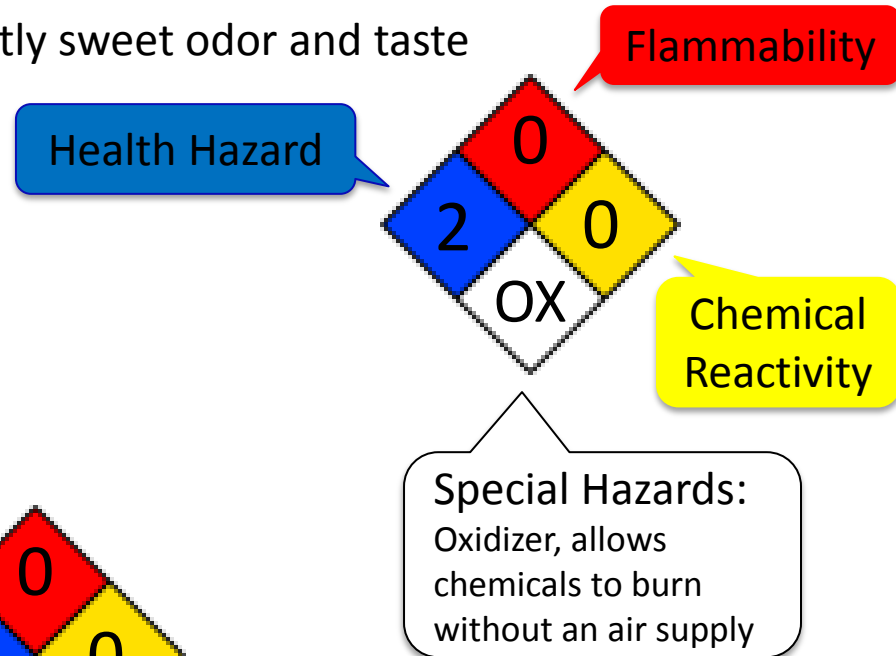 tly sweet odor and taste
Flammability
Health Hazard
0
2 0
OX
Chemical
Reactivity
Special Hazards:
Oxidizer, allows
chemicals to burn
without an air supply
0
0